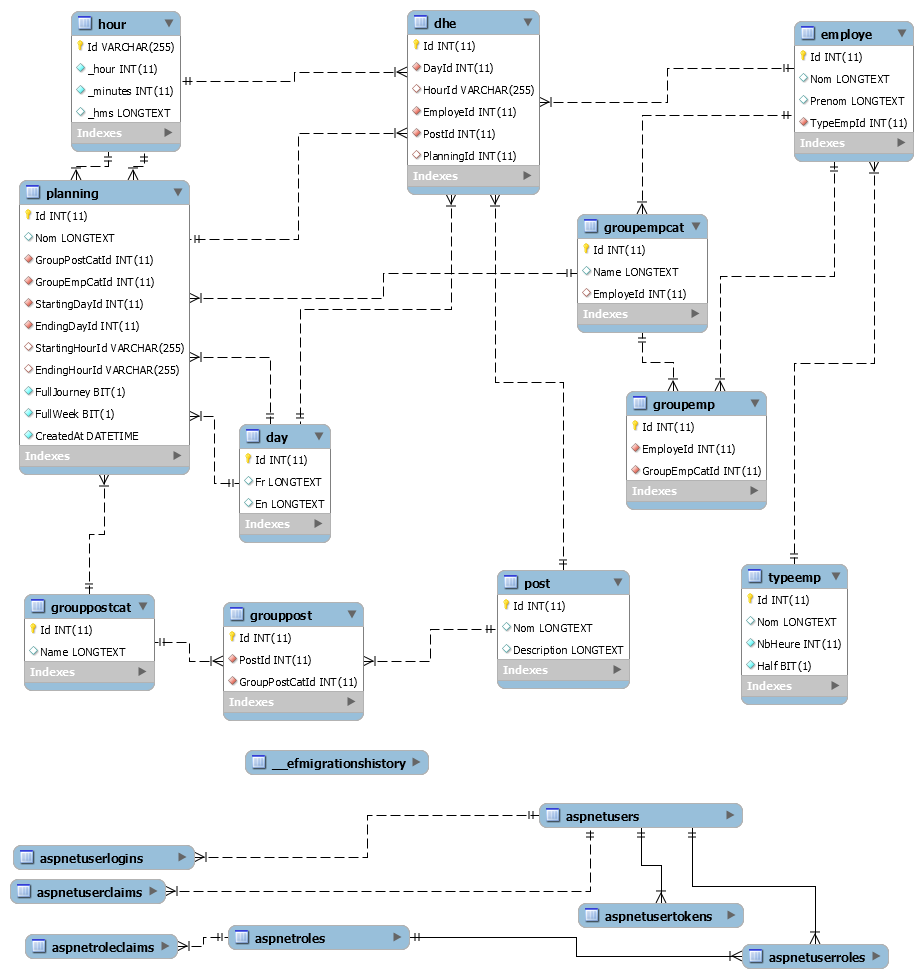 hour
Id VARCHAR(255)
_hour INT(11)
_minutes INT(11)
_hms LONGTEXT
Indexes
dhe
Id INT(11)
DayId INT(11)
HourId VARCHAR(255)
EmployeId INT(11)
PostId INT(11)
PlanningId INT(11)
Indexes
employe
Id INT(11)
Nom LONGTEXT
Prenom LONGTEXT
TypeEmpId INT(11)
Indexes
planning
Id INT(11)
Nom LONGTEXT
GroupPostCatId INT(11)
GroupEmpCatId INT(11)
StartingDayId INT(11)
EndingDayId INT(11)
StartingHourId VARCHAR(255)
EndingHourId VARCHAR(255)
FullJourney BIT(1)
FullWeek BIT(1)
CreatedAt DATETIME
Indexes
groupempcat
Id INT(11)
Name LONGTEXT
EmployeId INT(11)
Indexes
groupemp
Id INT(11)
EmployeId INT(11)
GroupEmpCatId INT(11)
Indexes
day
Id INT(11)
Fr LONGTEXT
En LONGTEXT
Indexes
grouppostcat
Id INT(11)
Name LONGTEXT
Indexes
grouppost
Id INT(11)
PostId INT(11)
GroupPostCatId INT(11)
Indexes
post
Id INT(11)
Nom LONGTEXT
Description LONGTEXT
Indexes
typeemp
Id INT(11)
Nom LONGTEXT
NbHeure INT(11)
Half BIT(1)
Indexes
__efmigrationshistory
aspnetusers
aspnetuserlogins
aspnetuserclaims
aspnetusertokens
aspnetroleclaims
aspnetroles
aspnetuserroles